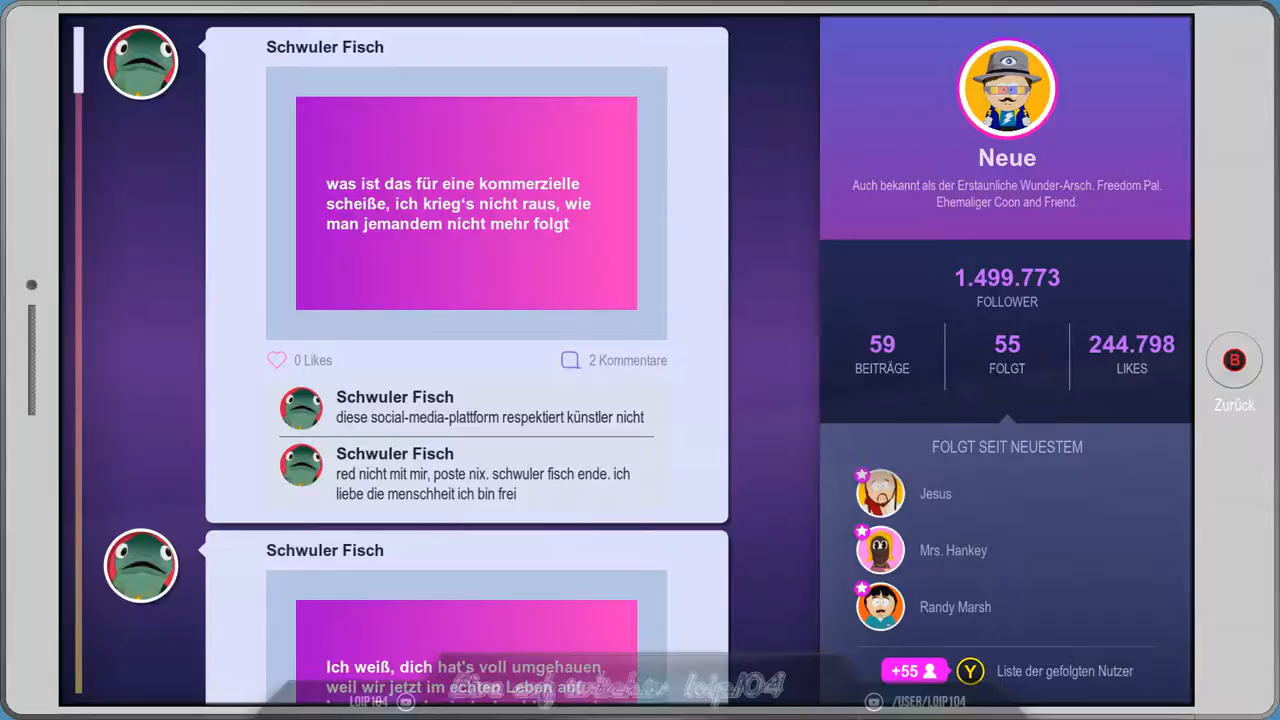 Schwuler Fisch
was ist das für eine kommerzielle
scheiße, ich krieg's nicht raus, wie
man jemandem nicht mehr folgt
0 Likes
2 Kommentare
Schwuler Fisch
diese social-media-plattform respektiert künstler nicht
Schwuler Fisch
red nicht mit mir, poste nix. schwuler fisch ende. ich
liebe die menschheit ich bin frei
Schwuler Fisch
Ich weiß, dich hat's voll umgehauen,
weil wir jetzt im echten Leben auf
Neue
Auch bekannt als der Erstaunliche Wunder-Arsch. Freedom Pal.
Ehemaliger Coon and Friend.
1.499.773
FOLLOWER
59
BEITRÄGE
55
FOLGT
244.798
LIKES
FOLGT SEIT NEUESTEM
Jesus
Mrs. Hankey
Randy Marsh
+55
Y
Liste der gefolgten Nutzer
B
Zurück
LOIP104
loip104
/USER/LOIP104